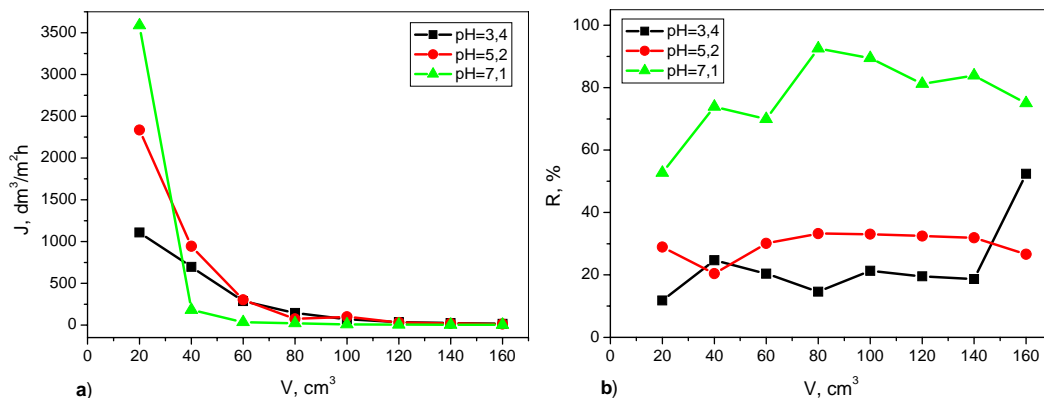 3500
3000
2500
2000
1500
1000
500
0
J, dm³/m²h
pH=3,4
pH=5,2
pH=7,1
0 20 40 60 80 100 120 140 160
a) V, cm³
100
80
60
40
20
0
R, %
pH=3,4
pH=5,2
pH=7,1
0 20 40 60 80 100 120 140 160
b) V, cm³